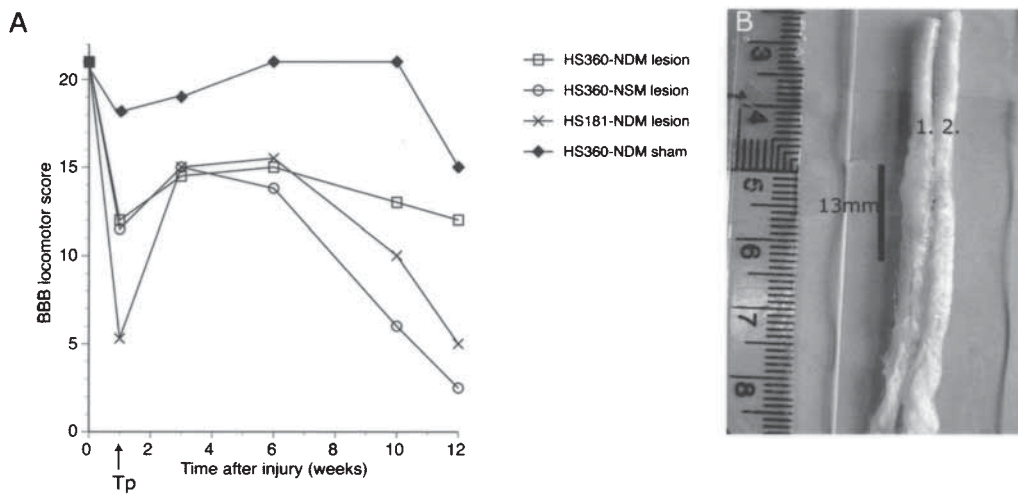 A
20
15
10
5
0
BBB locomotor score
0 2 4 6 8 10 12
Time after injury (weeks)
Tp
HS360-NDM lesion
HS360-NSM lesion
HS181-NDM lesion
HS360-NDM sham
B
3
4
5
6
7
8
1. 2.
13mm